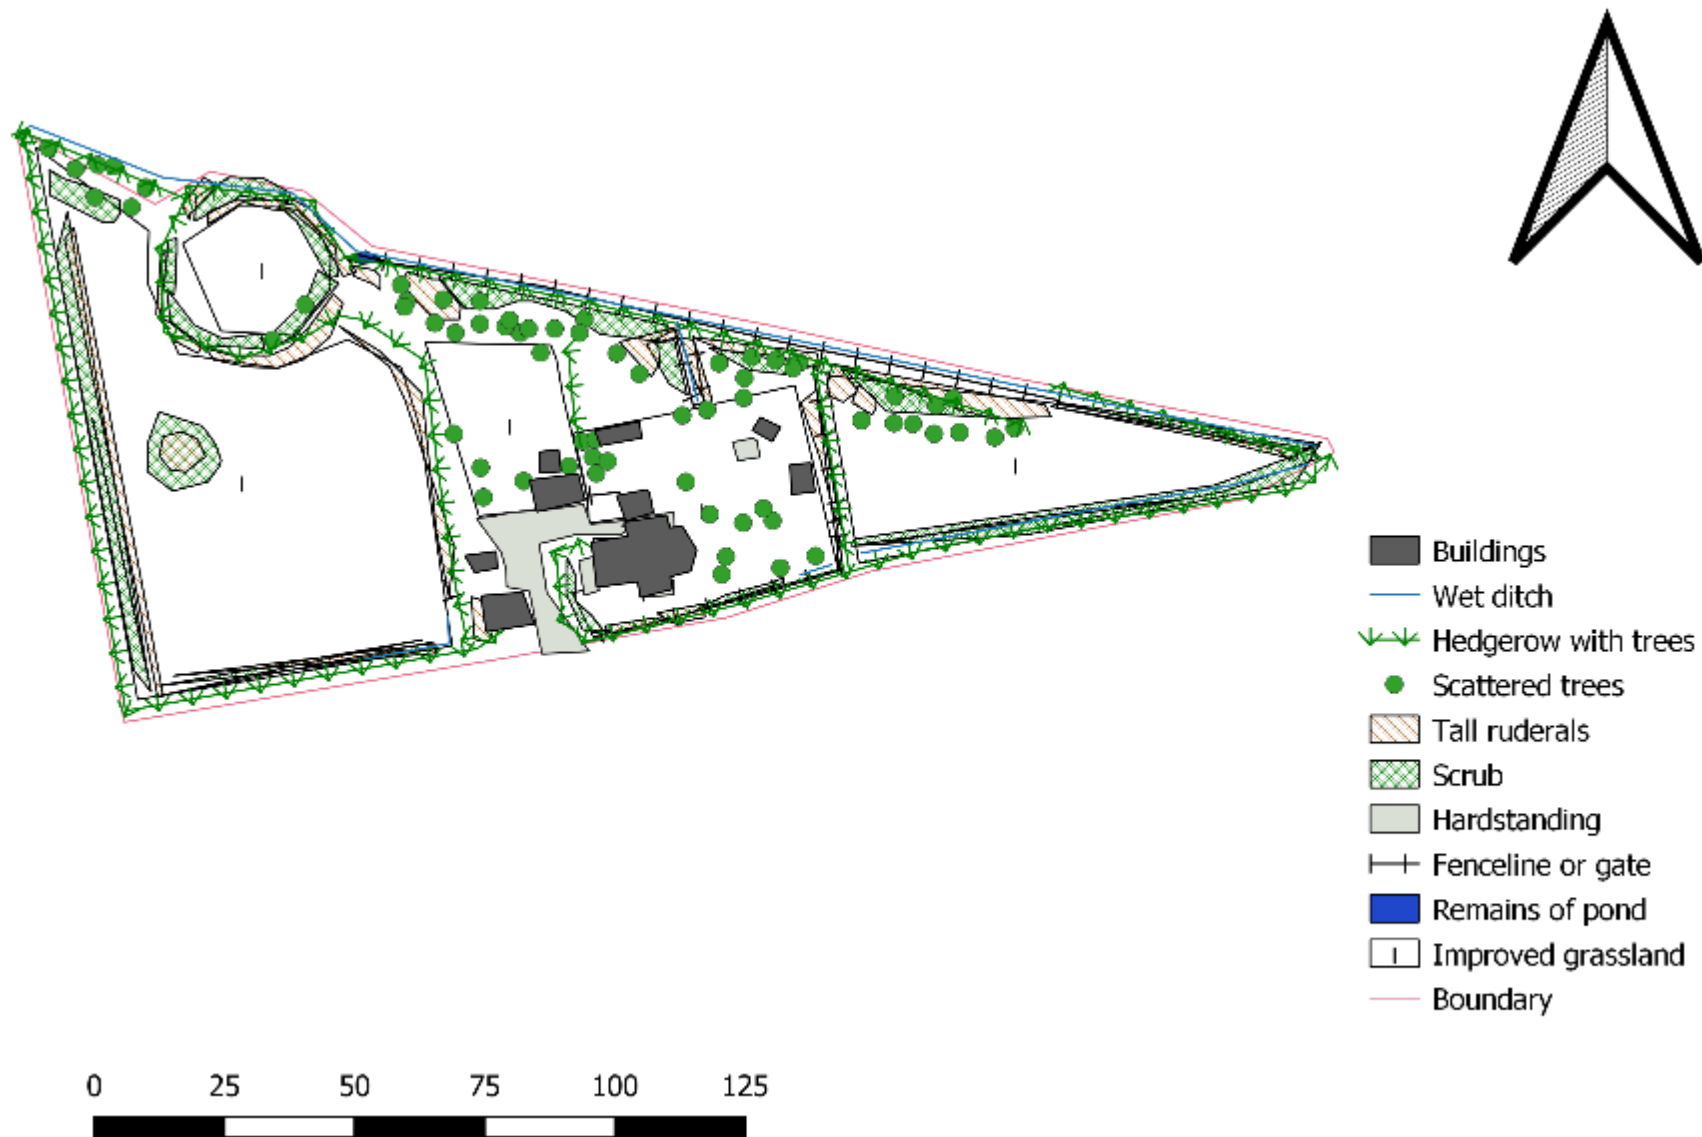 Buildings
Wet ditch
Hedgerow with trees
Scattered trees
Tall ruderals
Scrub
Hardstanding
Fenceline or gate
Remains of pond
I Improved grassland
Boundary
0 25 50 75 100 125